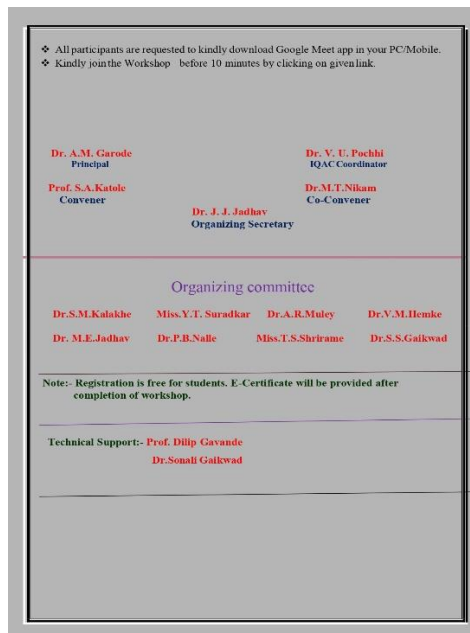 ❖ All participants are requested to kindly download Google Meet app in your PC/Mobile.
❖ Kindly join the Workshop before 10 minutes by clicking on given link.
Dr. A.M. Garode Dr. V. U. Pochhi
Principal IQAC Coordinator
Prof. S.A.Katole Dr.M.T.Nikam
Convener Co-Convener
Dr. J. J. Jadhav
Organizing Secretary
Organizing committee
Dr.S.M.Kalakhe Miss.Y.T. Suradkar Dr.A.R.Muley Dr.V.M.Hemke
Dr. M.E.Jadhav Dr.P.B.Nalle Miss.T.S.Shrirame Dr.S.S.Gaikwad
Note:- Registration is free for students. E-Certificate will be provided after
completion of workshop.
Technical Support:- Prof. Dilip Gavande
Dr.Sonali Gaikwad